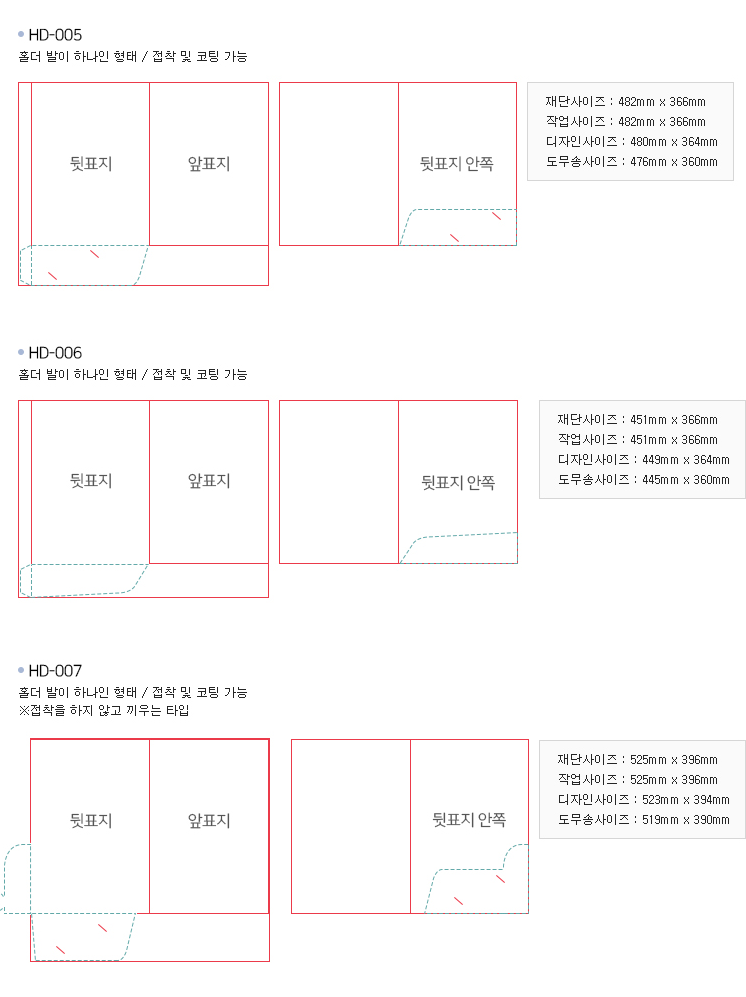 HD-005
홀더 발이 하나인 형태 / 접착 및 코팅 가능
뒷표지
앞표지
뒷표지 안쪽
재단사이즈 : 482mm x 366mm
작업사이즈 : 482mm x 366mm
디자인사이즈 : 480mm x 364mm
도무송사이즈 : 476mm x 360mm
HD-006
홀더 발이 하나인 형태 / 접착 및 코팅 가능
뒷표지
앞표지
뒷표지 안쪽
재단사이즈 : 451mm x 366mm
작업사이즈 : 451mm x 366mm
디자인사이즈 : 449mm x 364mm
도무송사이즈 : 445mm x 360mm
HD-007
홀더 발이 하나인 형태 / 접착 및 코팅 가능
※접착을 하지 않고 끼우는 타입
뒷표지
앞표지
뒷표지 안쪽
재단사이즈 : 525mm x 396mm
작업사이즈 : 525mm x 396mm
디자인사이즈 : 523mm x 394mm
도무송사이즈 : 519mm x 390mm